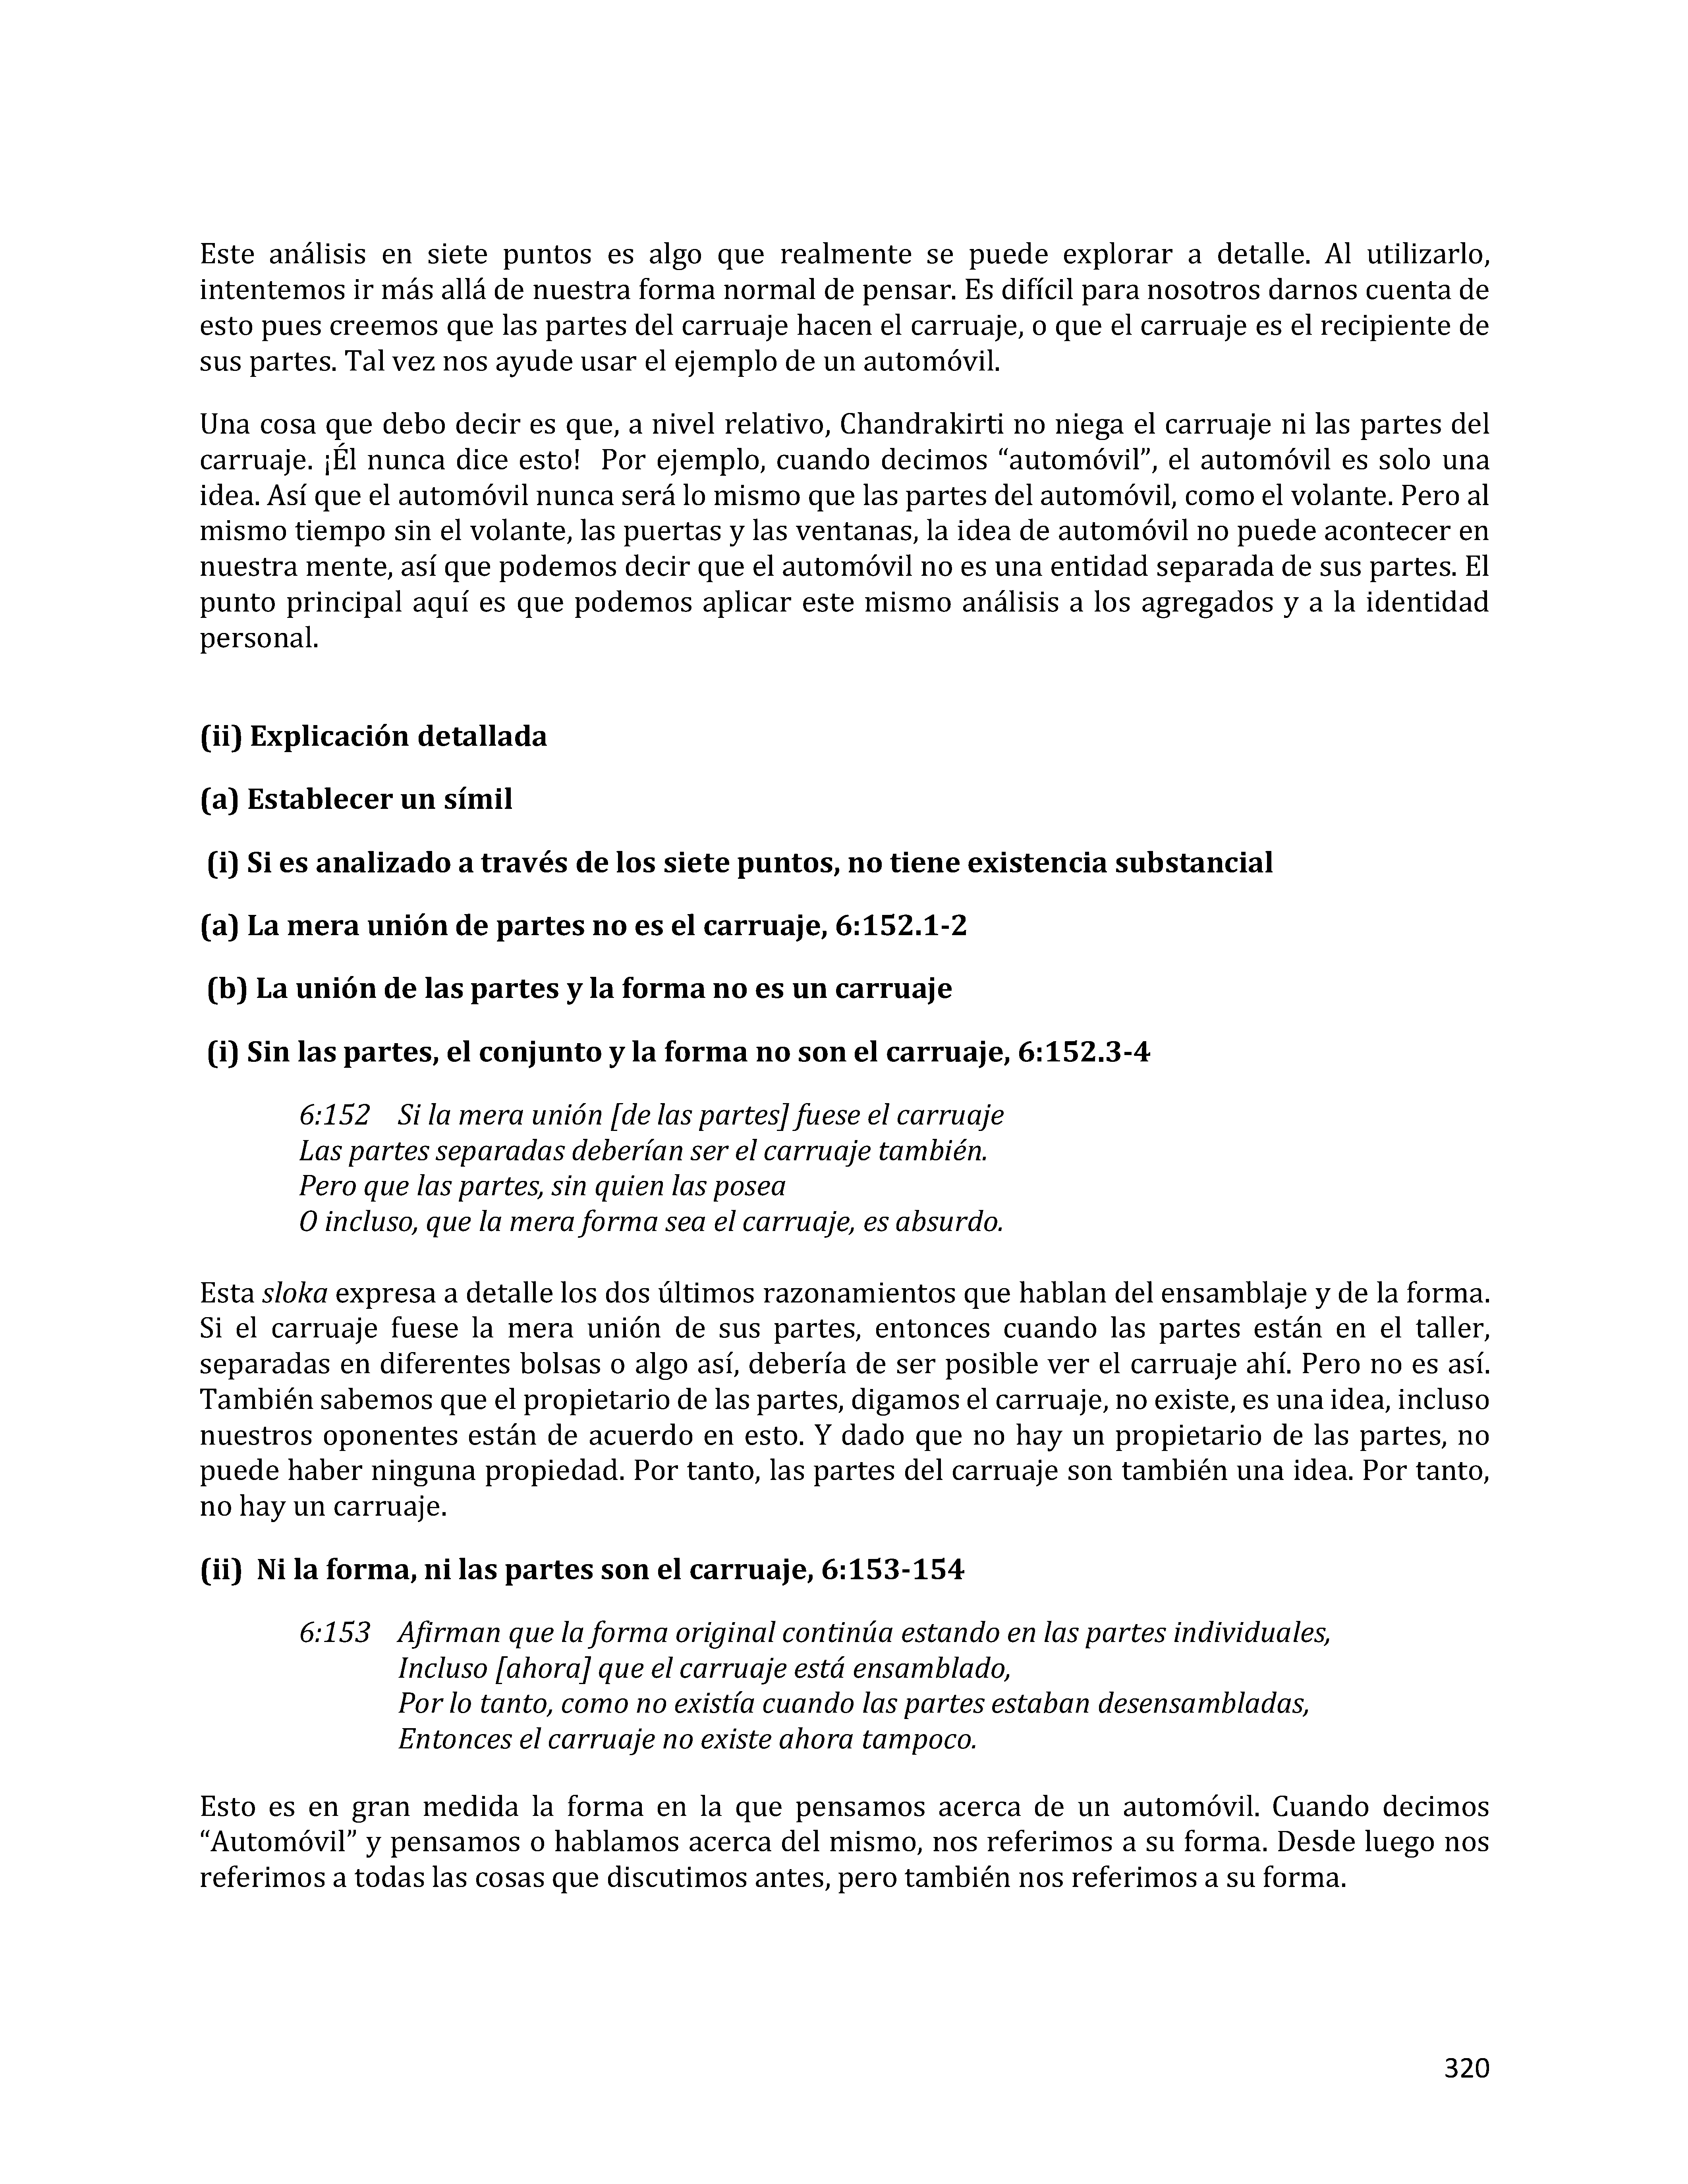 Este análisis en siete puntos es algo que realmente se puede explorar a detalle. Al utilizarlo,
intentemos ir más allá de nuestra forma normal de pensar. Es difícil para nosotros darnos cuenta de
esto pues creemos que las partes del carruaje hacen el carruaje, o que el carruaje es el recipiente de
sus partes. Tal vez nos ayude usar el ejemplo de un automóvil.
Una cosa que debo decir es que, a nivel relativo, Chandrakirti no niega el carruaje ni las partes del
carruaje. ¡Él nunca dice esto!  Por ejemplo, cuando decimos “automóvil”, el automóvil es solo una
idea. Así que el automóvil nunca será lo mismo que las partes del automóvil, como el volante. Pero al
mismo tiempo sin el volante, las puertas y las ventanas, la idea de automóvil no puede acontecer en
nuestra mente, así que podemos decir que el automóvil no es una entidad separada de sus partes. El
punto principal aquí es que podemos aplicar este mismo análisis a los agregados y a la identidad
personal.
(ii) Explicación detallada
(a) Establecer un símil
(i) Si es analizado a través de los siete puntos, no tiene existencia substancial
(a) La mera unión de partes no es el carruaje, 6:152.1-2
(b) La unión de las partes y la forma no es un carruaje
(i) Sin las partes, el conjunto y la forma no son el carruaje, 6:152.3-4
6:152 Si la mera unión [de las partes] fuese el carruaje
Las partes separadas deberían ser el carruaje también.
Pero que las partes, sin quien las posea
O incluso, que la mera forma sea el carruaje, es absurdo.
Esta sloka expresa a detalle los dos últimos razonamientos que hablan del ensamblaje y de la forma.
Si el carruaje fuese la mera unión de sus partes, entonces cuando las partes están en el taller,
separadas en diferentes bolsas o algo así, debería de ser posible ver el carruaje ahí. Pero no es así.
También sabemos que el propietario de las partes, digamos el carruaje, no existe, es una idea, incluso
nuestros oponentes están de acuerdo en esto. Y dado que no hay un propietario de las partes, no
puede haber ninguna propiedad. Por tanto, las partes del carruaje son también una idea. Por tanto,
no hay un carruaje.
(ii)  Ni la forma, ni las partes son el carruaje, 6:153-154
6:153 Afirman que la forma original continúa estando en las partes individuales,
Incluso [ahora] que el carruaje está ensamblado,
Por lo tanto, como no existía cuando las partes estaban desensambladas,
Entonces el carruaje no existe ahora tampoco.
Esto es en gran medida la forma en la que pensamos acerca de un automóvil. Cuando decimos
“Automóvil” y pensamos o hablamos acerca del mismo, nos referimos a su forma. Desde luego nos
referimos a todas las cosas que discutimos antes, pero también nos referimos a su forma.
320